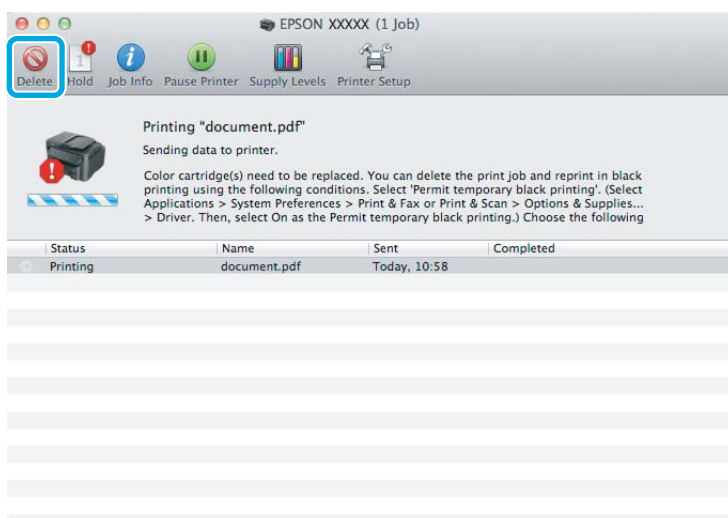 EPSON XXXXX (1 Job)
1
Delete Hold Job Info Pause Printer Supply Levels Printer Setup
Printing "document.pdf"
Sending data to printer.
Color cartridge(s) need to be replaced. You can delete the print job and reprint in black
printing using the following conditions. Select 'Permit temporary black printing'. (Select
Applications > System Preferences > Print & Fax or Print & Scan > Options & Supplies...
> Driver. Then, select On as the Permit temporary black printing.) Choose the following
Status Name Sent Completed
Printing document.pdf Today, 10:58